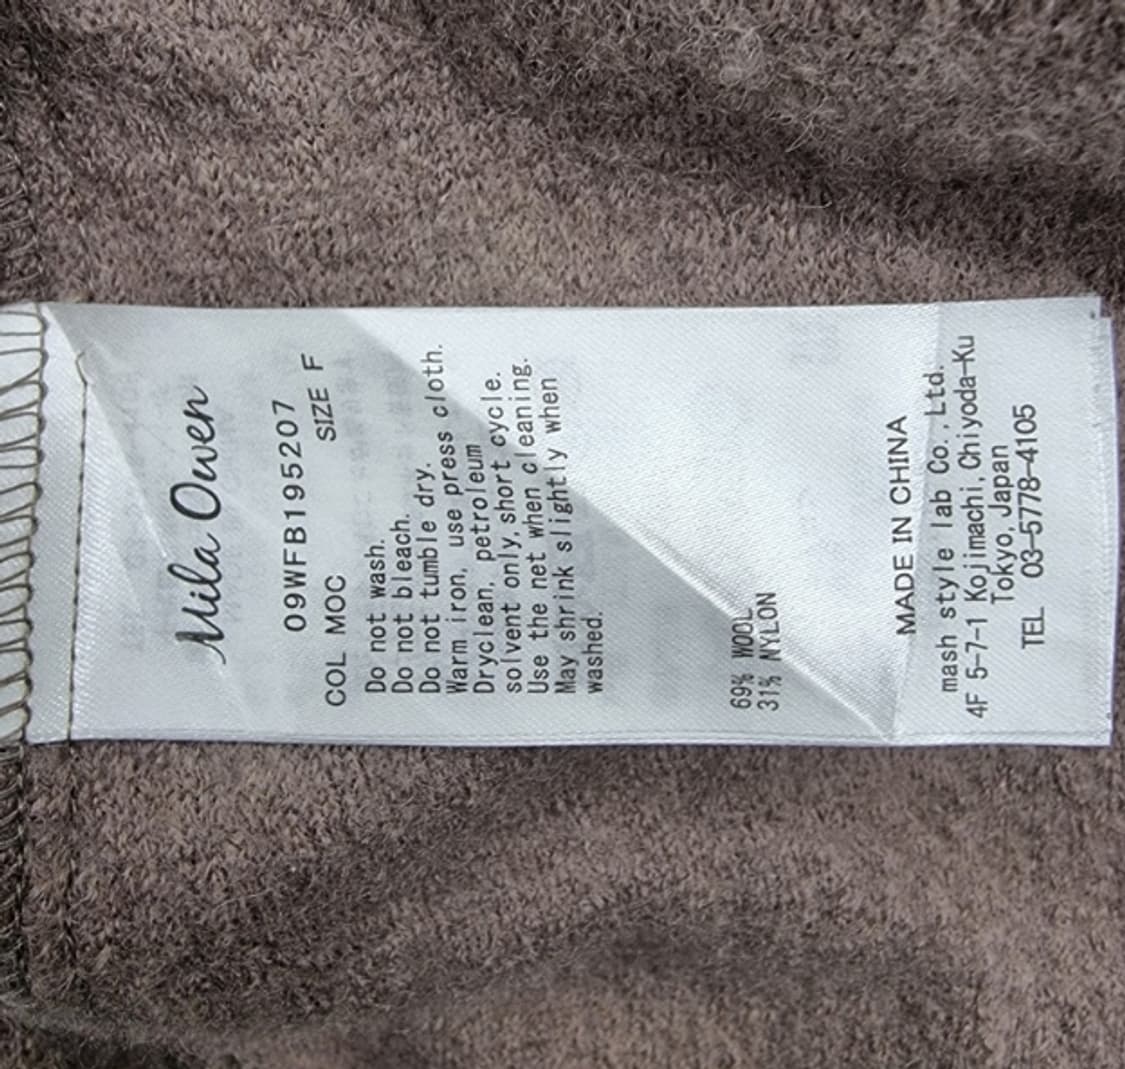 Mila Owen
09WFB195207
COL MOC SIZE F
Do not wash.
Do not bleach.
Do not tumble dry.
Warm iron, use press cloth.
Dryclean, petroleum
solvent only, short cycle.
Use the net when cleaning.
May shrink slightly when
washed.
69% WOOL
31% NYLON
MADE IN CHINA
mash style lab Co.,Ltd.
4F 5-7-1 Kojimachi, Chiyoda-Ku
Tokyo, Japan
TEL 03-5778-4105